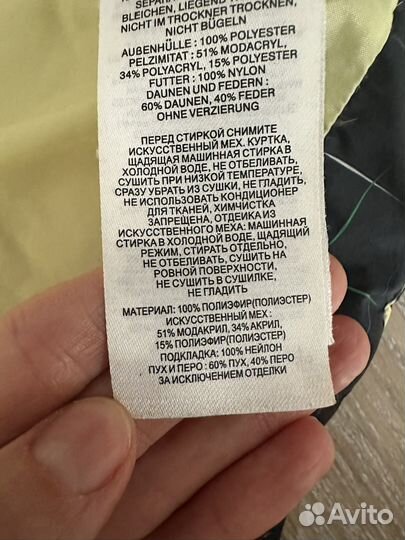 BLEICHEN, LIEGEND
NICHT IM TROCKNER TROCKNEN,
NICHT BÜGELN
AUßENHÜLLE : 100% POLYESTER
PELZIMITAT : 51% MODACRYL,
34% POLYACRYL, 15% POLYESTER
FUTTER : 100% NYLON
DAUNEN UND FEDERN :
60% DAUNEN, 40% FEDER
OHNE VERZIERUNG
ПЕРЕД СТИРКОЙ СНИМИТЕ
ИСКУССТВЕННЫЙ МЕХ. КУРТКА,
ЩАДЯЩАЯ МАШИННАЯ СТИРКА В
ХОЛОДНОЙ ВОДЕ, НЕ ОТБЕЛИВАТЬ,
СУШИТЬ ПРИ НИЗКОЙ ТЕМПЕРАТУРЕ,
СРАЗУ УБРАТЬ ИЗ СУШКИ, НЕ ГЛАДИТЬ,
НЕ ИСПОЛЬЗОВАТЬ КОНДИЦИОНЕР
ДЛЯ ТКАНЕЙ, ХИМЧИСТКА
ЗАПРЕЩЕНА, ОТДЕИКА ИЗ
ИСКУССТВЕННОГО МЕХА: МАШИННАЯ
СТИРКА В ХОЛОДНОЙ ВОДЕ, ЩАДЯЩИЙ
РЕЖИМ, СТИРАТЬ ОТДЕЛЬНО,
НЕ ОТБЕЛИВАТЬ, СУШИТЬ НА
РОВНОЙ ПОВЕРХНОСТИ,
НЕ СУШИТЬ В СУШИЛКЕ,
НЕ ГЛАДИТЬ
МАТЕРИАЛ: 100% ПОЛИЭФИР(ПОЛИЭСТЕР)
ИСКУССТВЕННЫЙ МЕХ:
51% МОДАКРИЛ, 34% АКРИЛ,
15% ПОЛИЭФИР(ПОЛИЭСТЕР)
ПОДКЛАДКА: 100% НЕЙЛОН
ПУХ И ПЕРО : 60% ПУХ, 40% ПЕРО
ЗА ИСКЛЮЧЕНИЕМ ОТДЕЛКИ
Avito